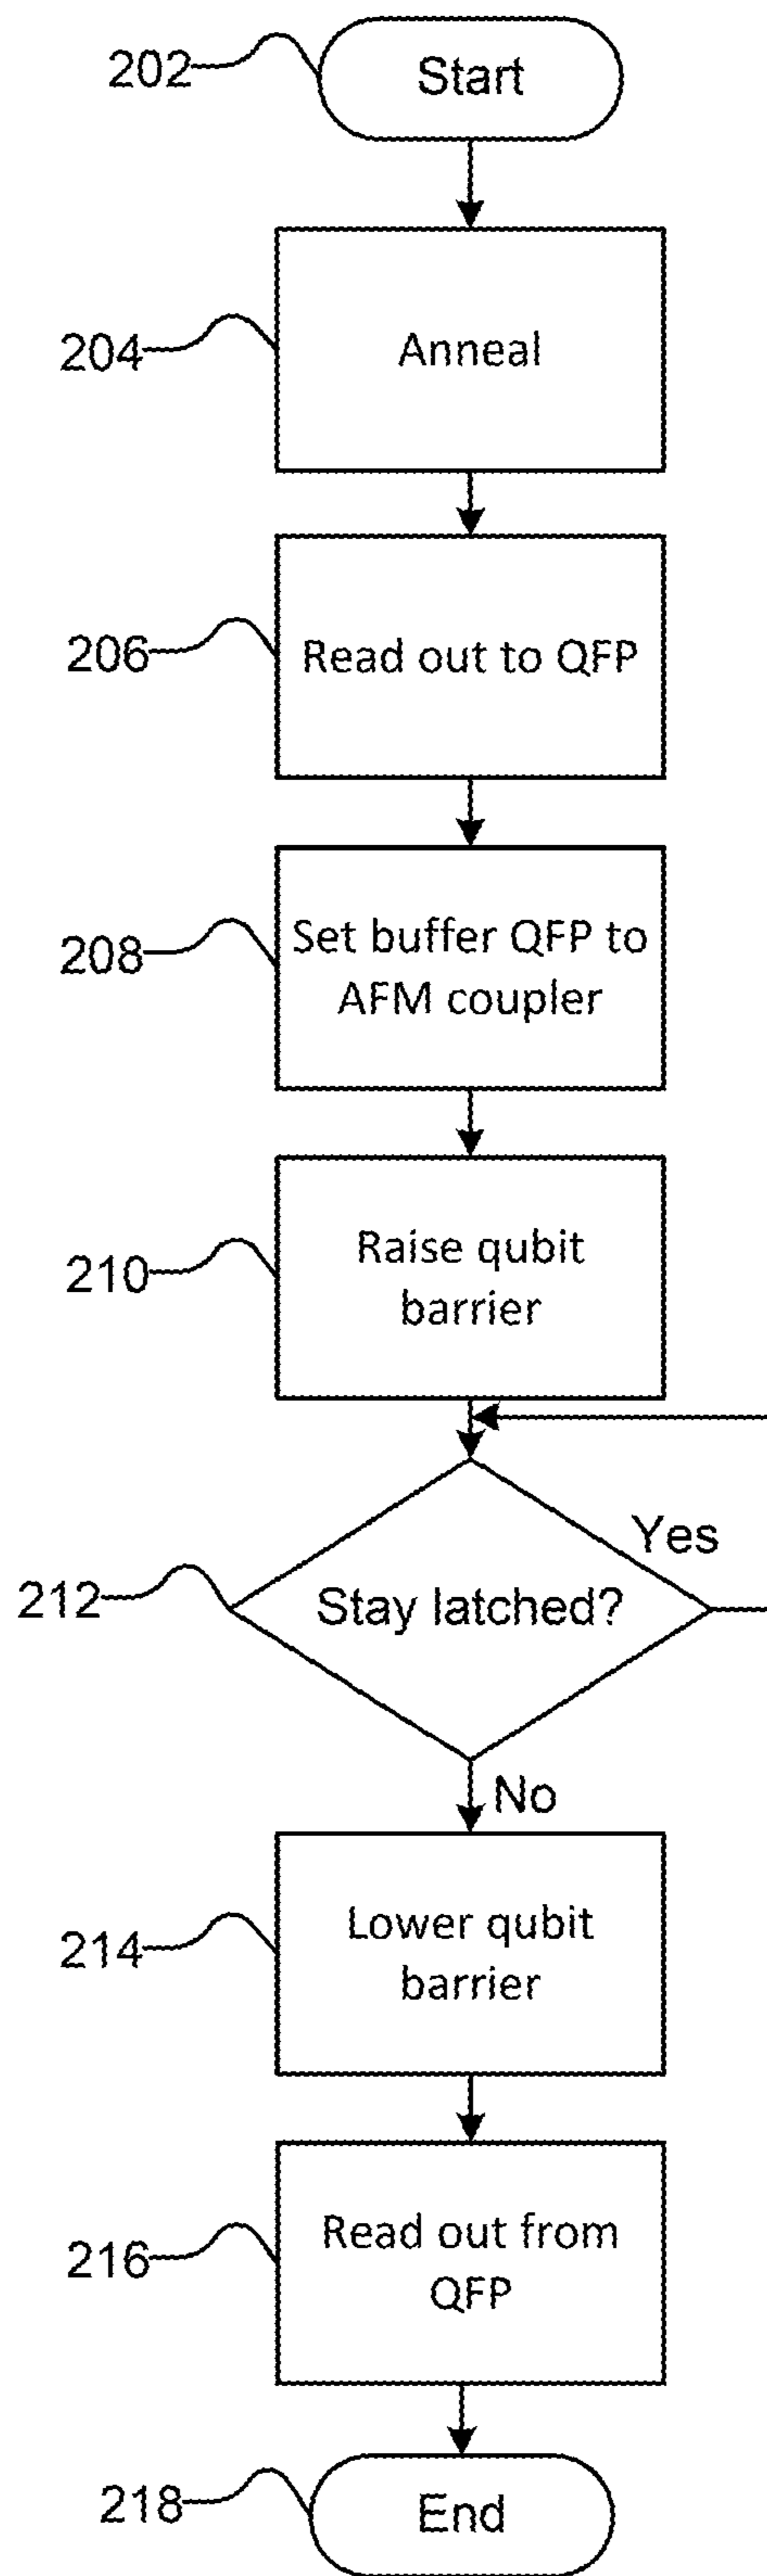 202
Start
204
Anneal
206
Read out to QFP
208
Set buffer QFP to
AFM coupler
210
Raise qubit
barrier
Yes
212
Stay latched?
No
214
Lower qubit
barrier
216
Read out from
QFP
218
End